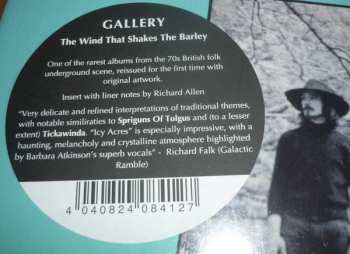 GALLERY
The Wind That Shakes The Barley
One of the rarest albums from the 70s British folk
underground scene, reissued for the first time with
original artwork.
Insert with liner notes by Richard Allen
"Very delicate and refined interpretations of traditional themes,
with notable similiraties to Spriguns Of Tolgus and (to a lesser
extent) Tickawinda. "Icy Acres" is especially impressive, with a
haunting, melancholy and crystalline atmosphere highlighted
by Barbara Atkinson's superb vocals" - Richard Falk (Galactic
Ramble)
4 040824 084127